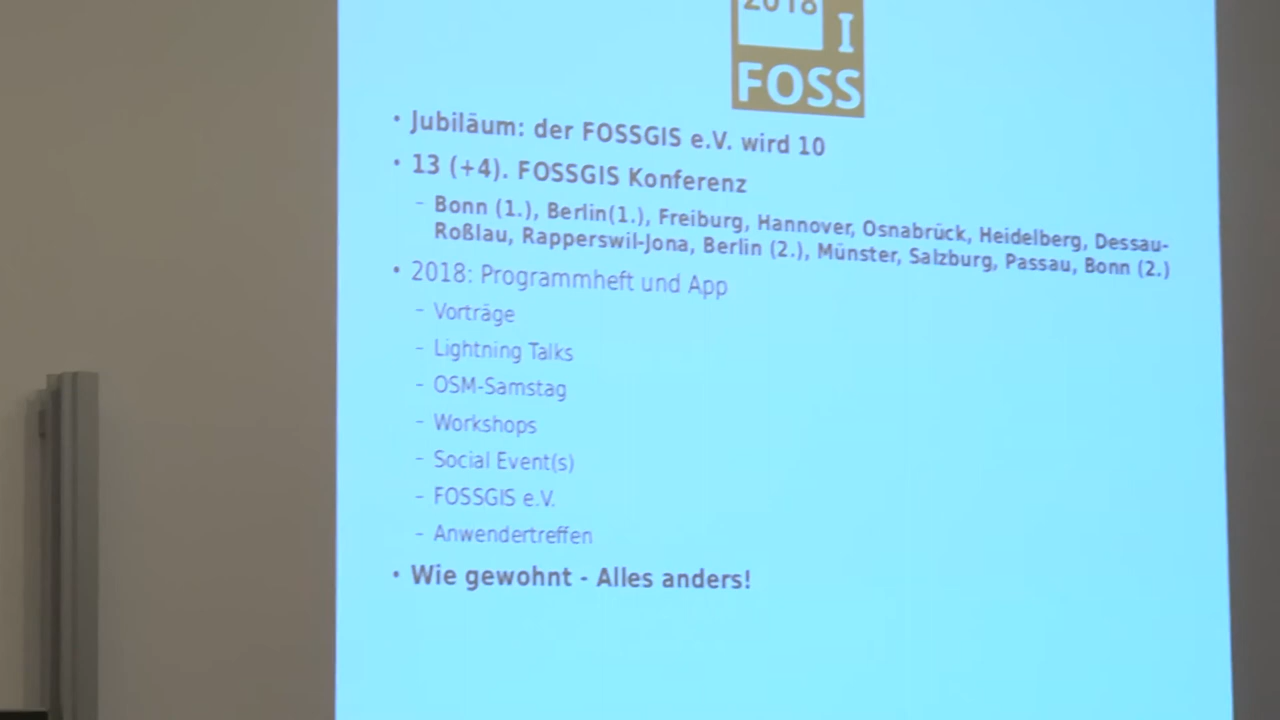 2018
I
FOSS
• Jubiläum: der FOSSGIS e.V. wird 10
• 13 (+4). FOSSGIS Konferenz
– Bonn (1.), Berlin(1.), Freiburg, Hannover, Osnabrück, Heidelberg, Dessau-
Roßlau, Rapperswil-Jona, Berlin (2.), Münster, Salzburg, Passau, Bonn (2.)
• 2018: Programmheft und App
– Vorträge
– Lightning Talks
– OSM-Samstag
– Workshops
– Social Event(s)
– FOSSGIS e.V.
– Anwendertreffen
• Wie gewohnt - Alles anders!